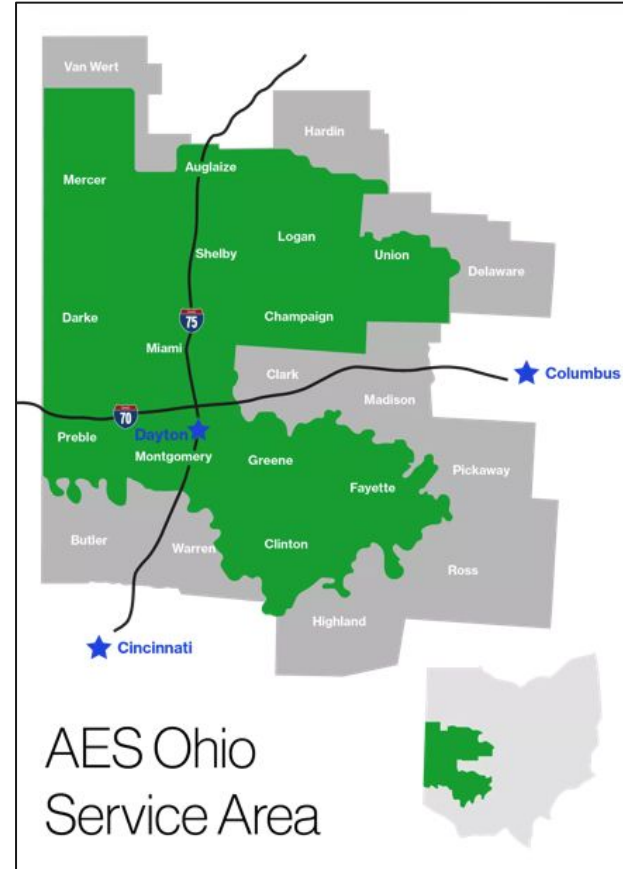 Van Wert
Hardin
Auglaize
Mercer
Logan
Shelby
Union
Delaware
Darke
75
Champaign
Miami
Clark
Columbus
Madison
70
Preble
Dayton
Montgomery
Greene
Pickaway
Fayette
Butler
Warren
Clinton
Ross
Highland
Cincinnati
AES Ohio
Service Area